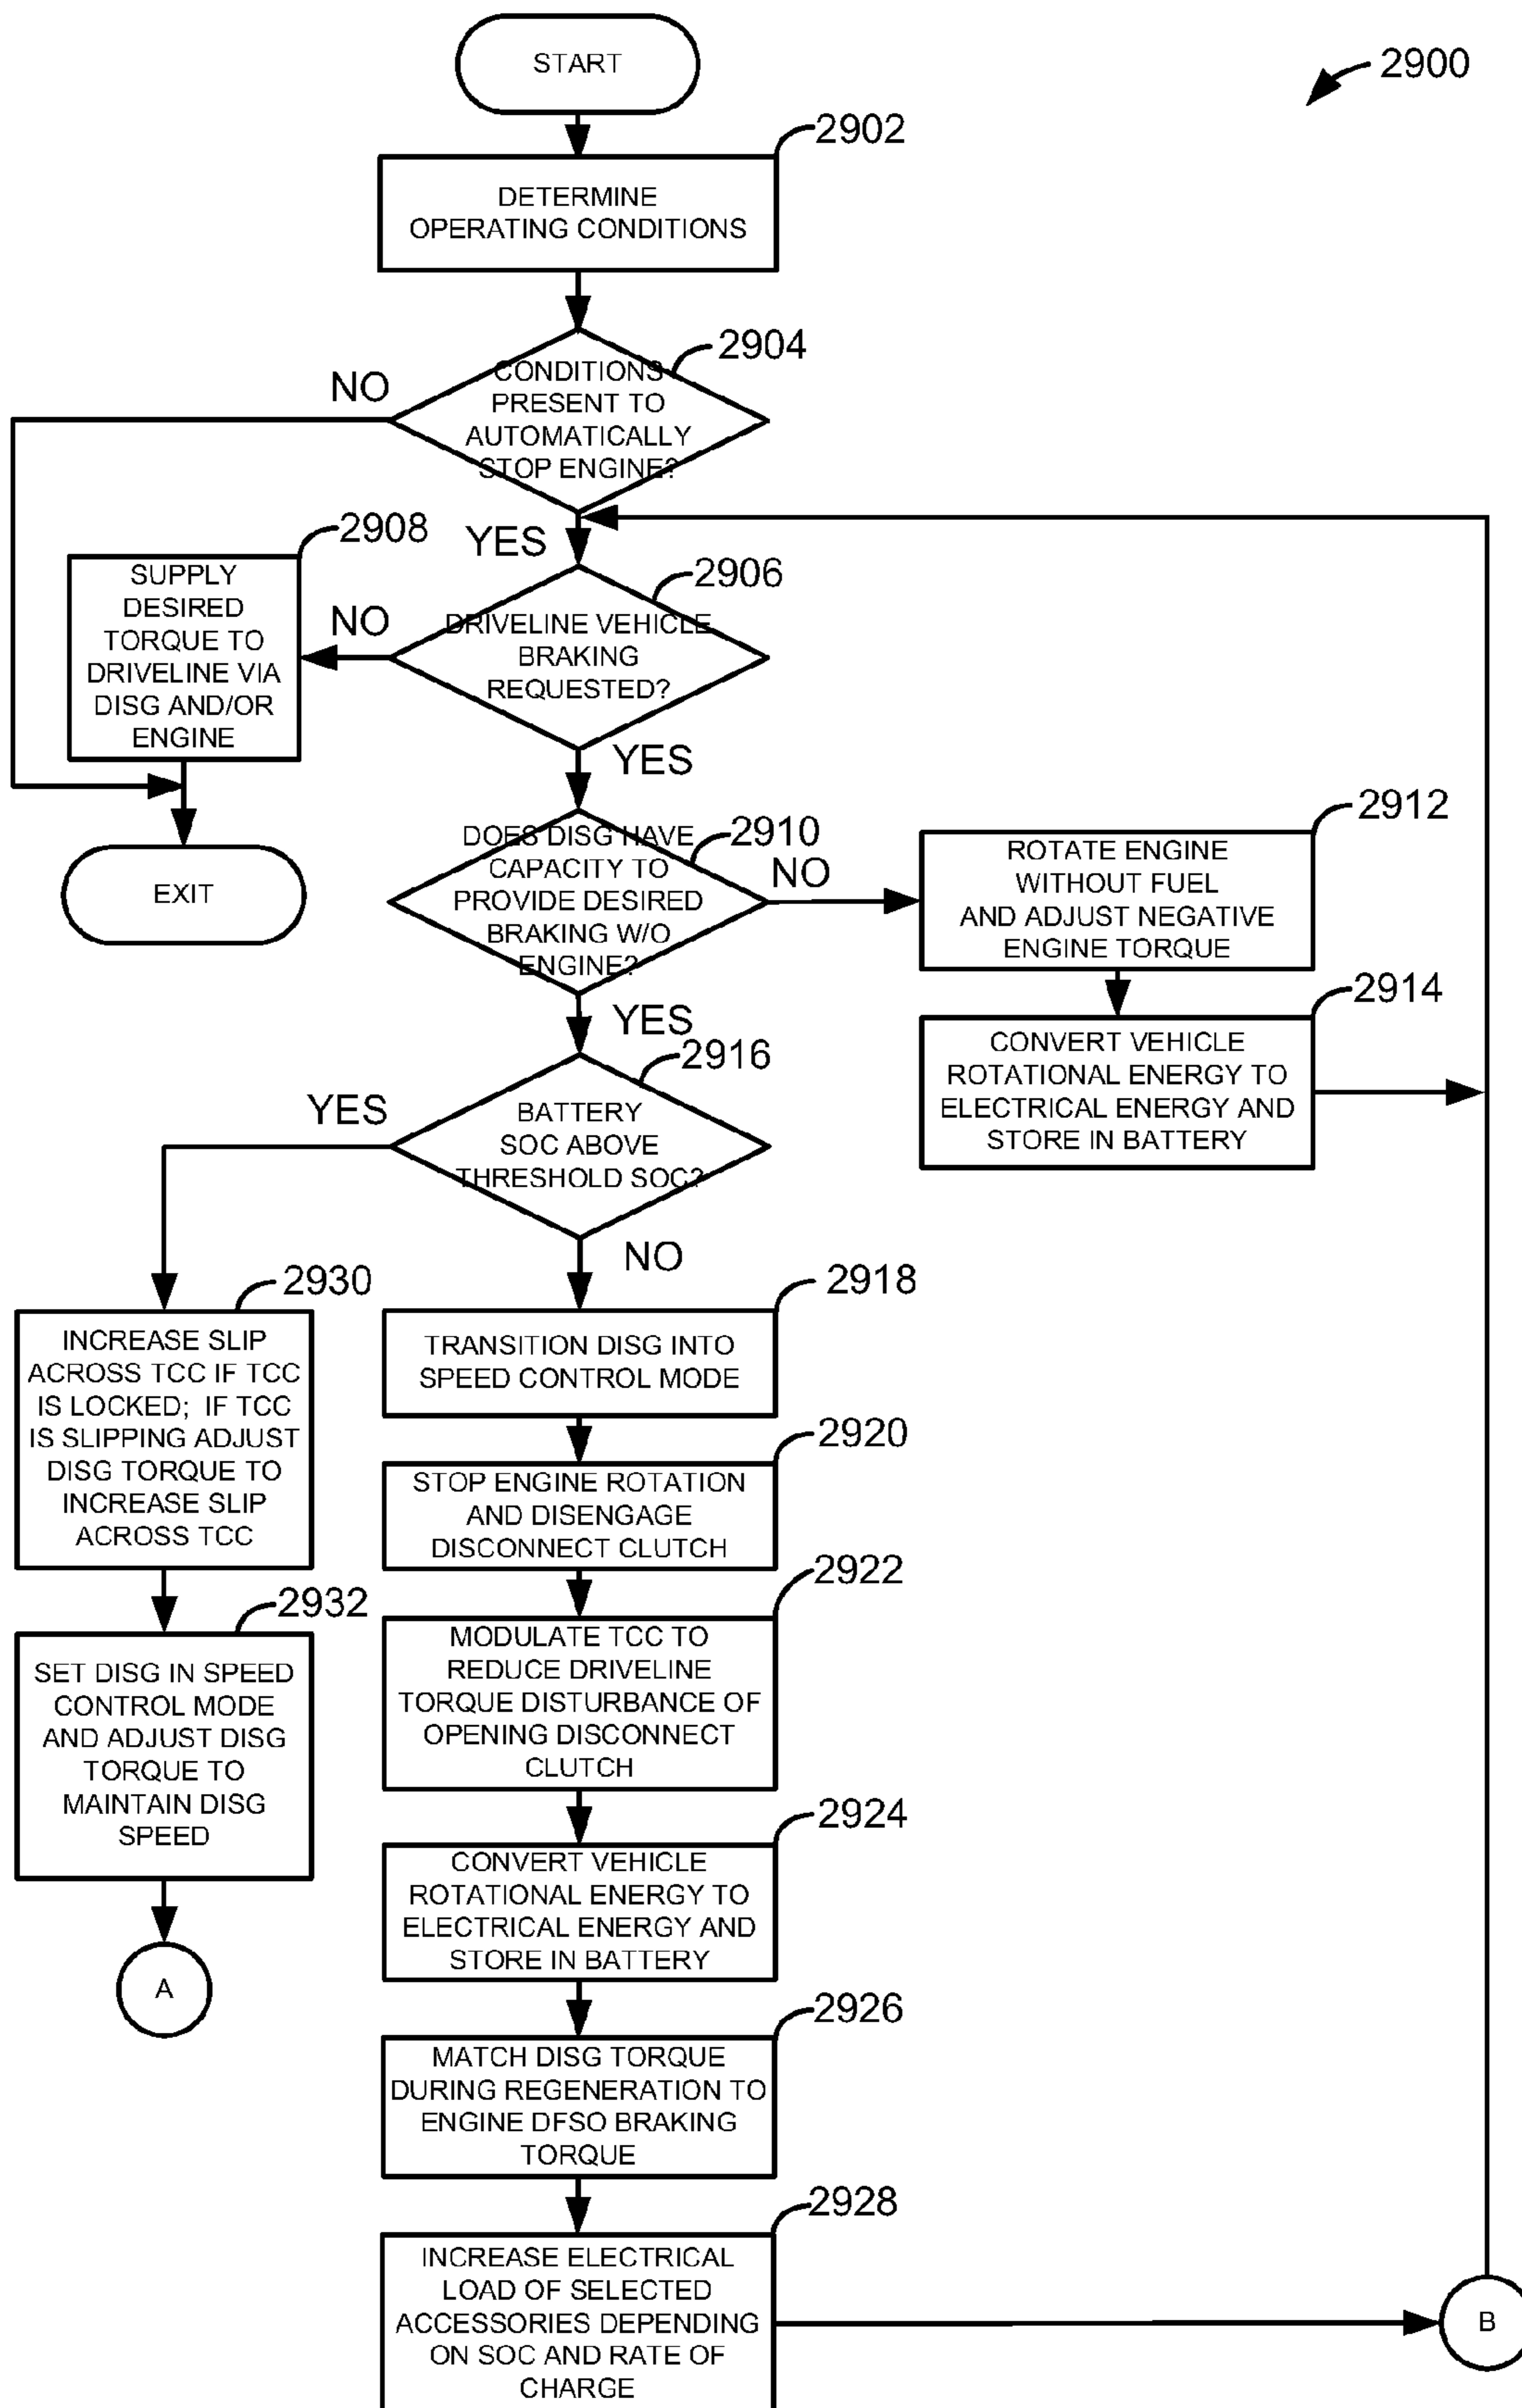 START
2900
2902
DETERMINE
OPERATING CONDITIONS
2904
CONDITIONS
PRESENT TO
AUTOMATICALLY
STOP ENGINE?
NO
YES
2906
DRIVELINE VEHICLE
BRAKING
REQUESTED?
NO
2908
SUPPLY
DESIRED
TORQUE TO
DRIVELINE VIA
DISG AND/OR
ENGINE
EXIT
YES
2910
DOES DISG HAVE
CAPACITY TO
PROVIDE DESIRED
BRAKING W/O
ENGINE?
NO
2912
ROTATE ENGINE
WITHOUT FUEL
AND ADJUST NEGATIVE
ENGINE TORQUE
2914
CONVERT VEHICLE
ROTATIONAL ENERGY TO
ELECTRICAL ENERGY AND
STORE IN BATTERY
YES
2916
BATTERY
SOC ABOVE
THRESHOLD SOC?
YES
NO
2930
INCREASE SLIP
ACROSS TCC IF TCC
IS LOCKED; IF TCC
IS SLIPPING ADJUST
DISG TORQUE TO
INCREASE SLIP
ACROSS TCC
2932
SET DISG IN SPEED
CONTROL MODE
AND ADJUST DISG
TORQUE TO
MAINTAIN DISG
SPEED
A
2918
TRANSITION DISG INTO
SPEED CONTROL MODE
2920
STOP ENGINE ROTATION
AND DISENGAGE
DISCONNECT CLUTCH
2922
MODULATE TCC TO
REDUCE DRIVELINE
TORQUE DISTURBANCE OF
OPENING DISCONNECT
CLUTCH
2924
CONVERT VEHICLE
ROTATIONAL ENERGY TO
ELECTRICAL ENERGY AND
STORE IN BATTERY
2926
MATCH DISG TORQUE
DURING REGENERATION TO
ENGINE DFSO BRAKING
TORQUE
2928
INCREASE ELECTRICAL
LOAD OF SELECTED
ACCESSORIES DEPENDING
ON SOC AND RATE OF
CHARGE
B